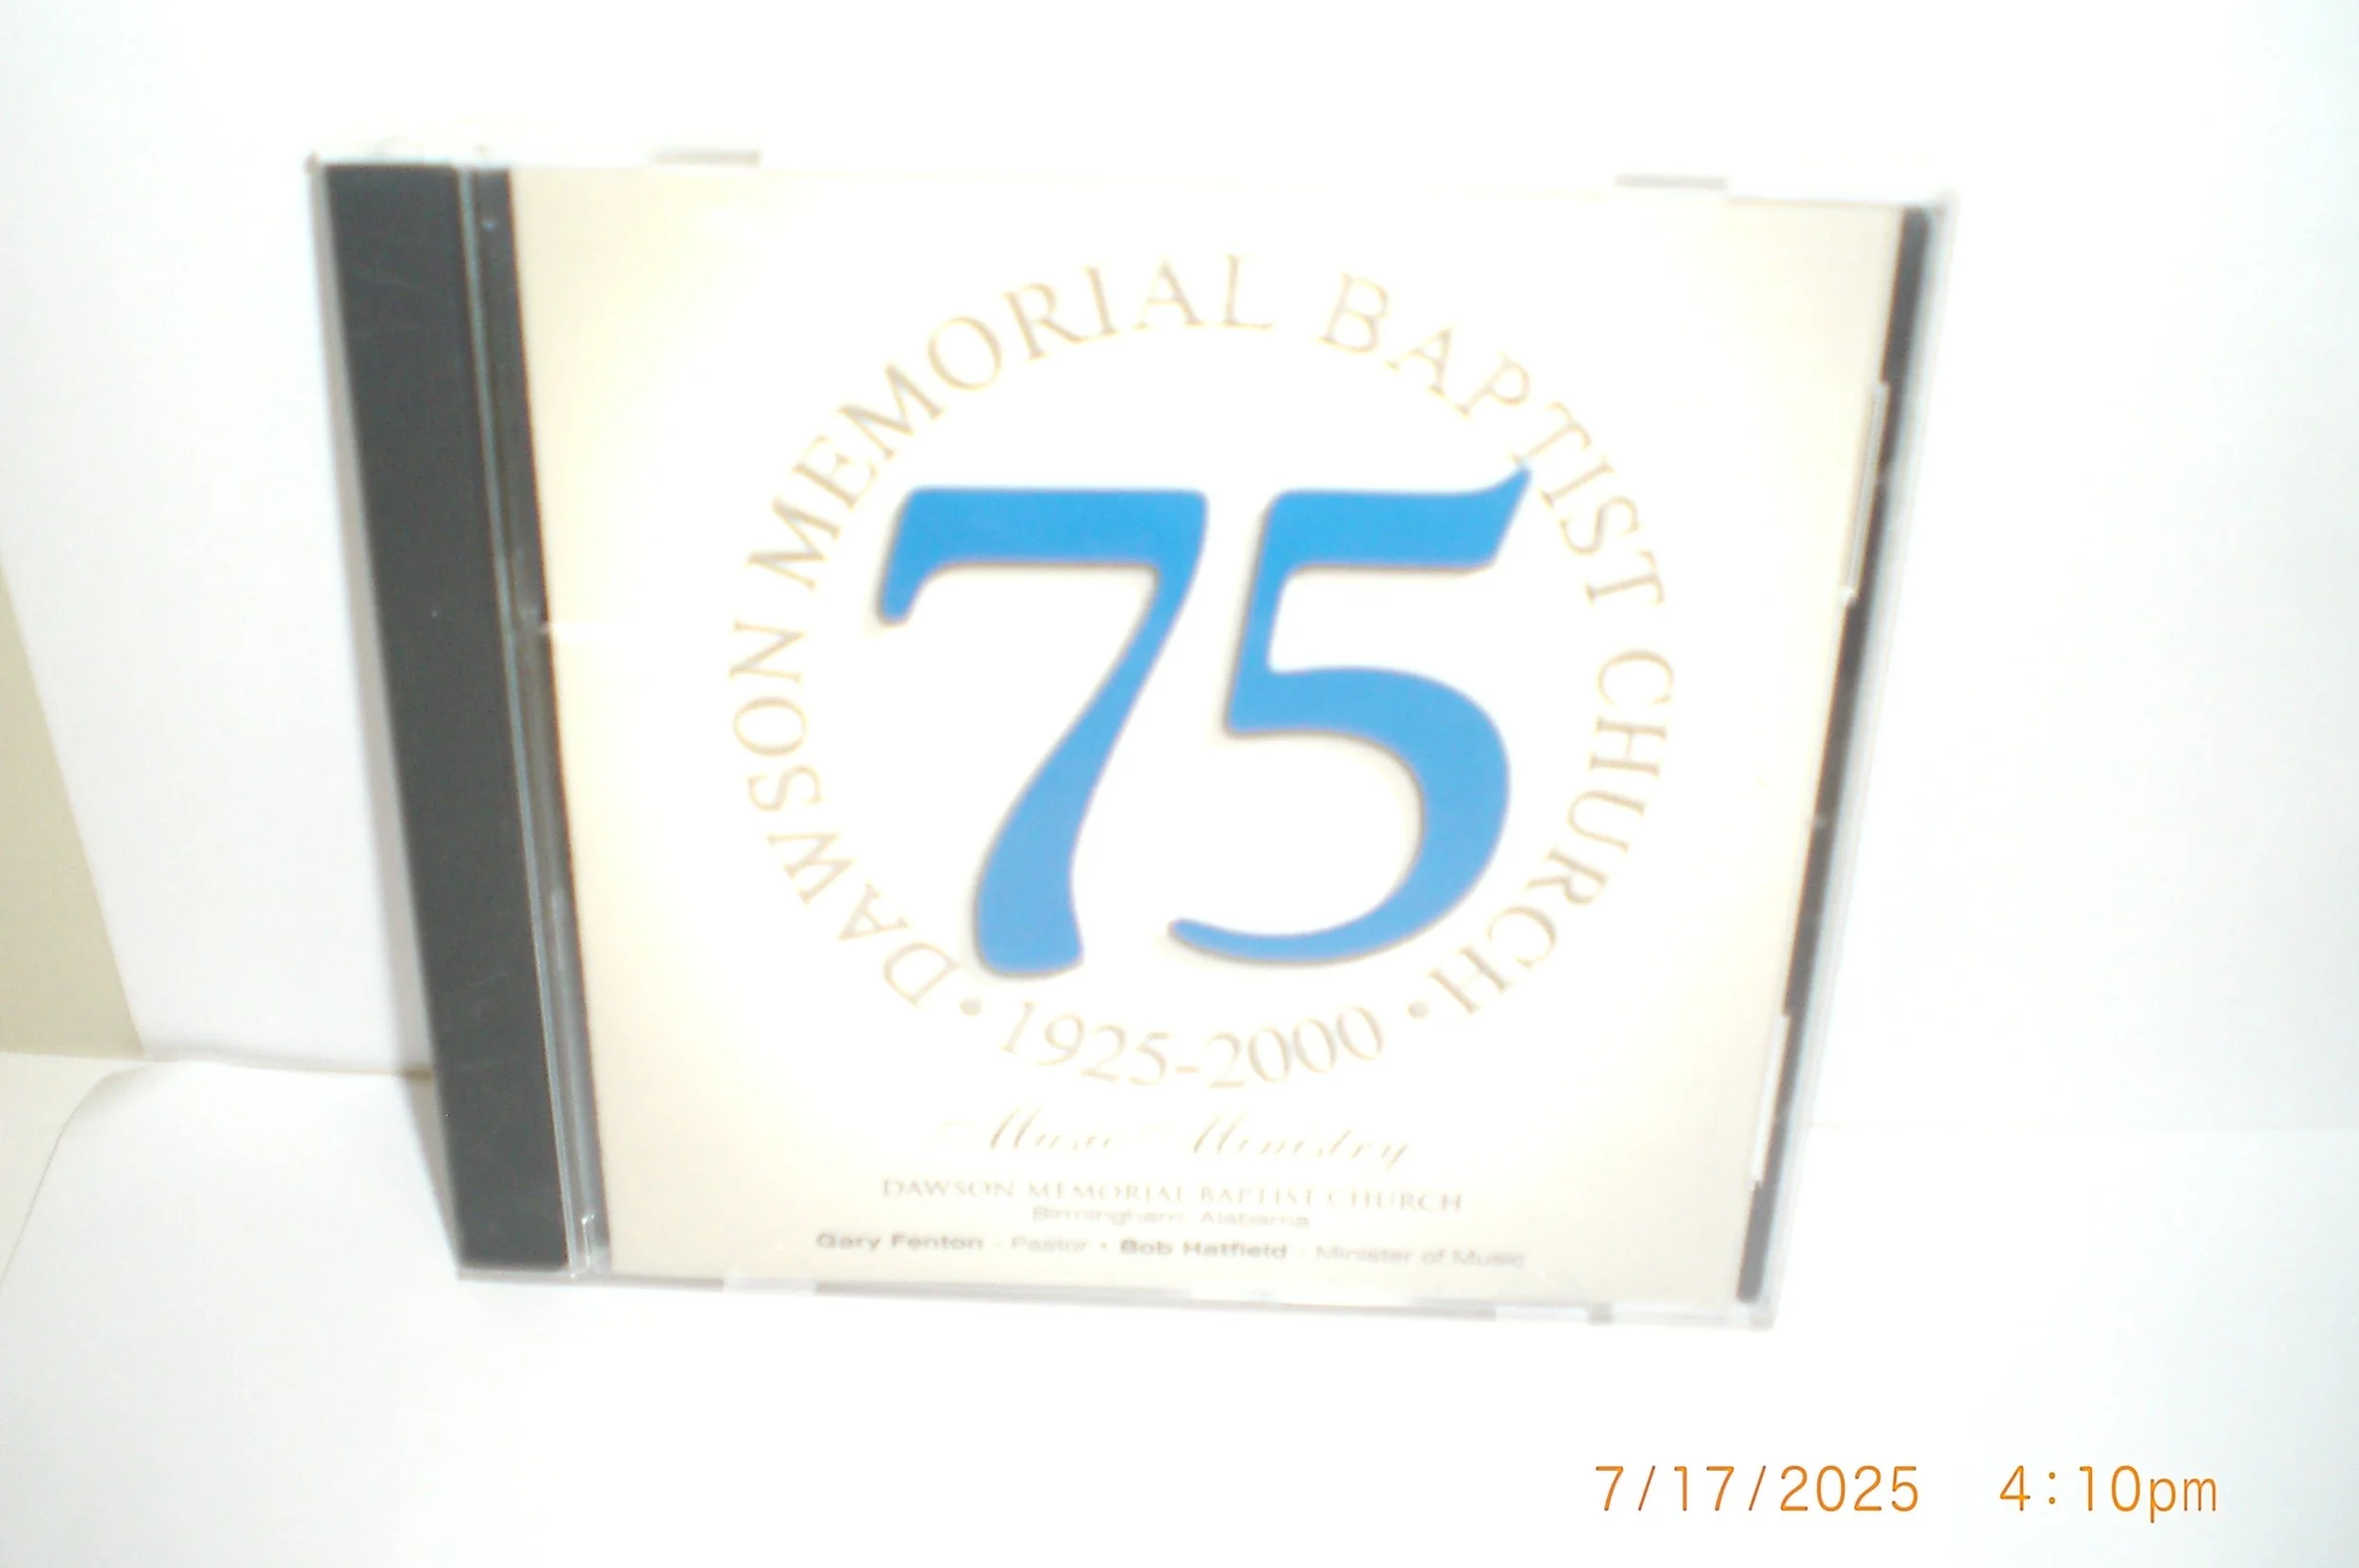 DAWSON MEMORIAL BAPTIST CHURCH
75
• 1925-2000 •
Music Ministry
DAWSON MEMORIAL BAPTIST CHURCH
Birmingham, Alabama
Gary Fenton - Pastor • Bob Hatfield - Minister of Music
7/17/2025 4:10pm